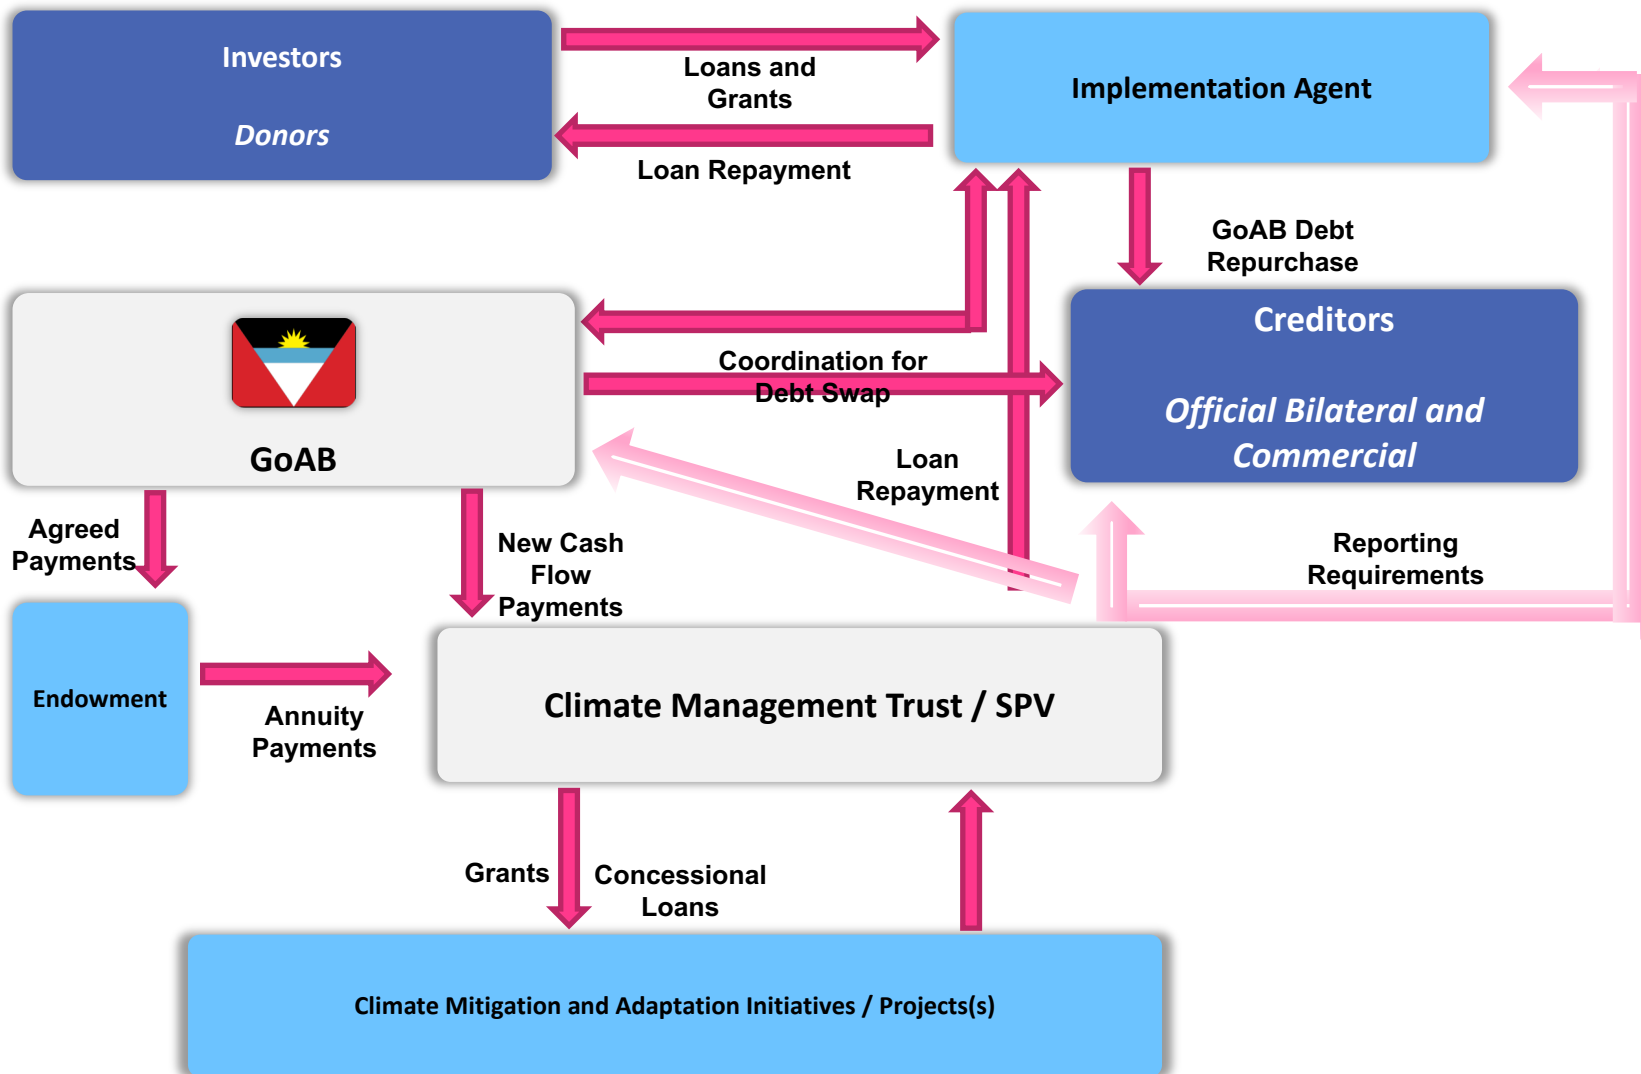 Investors
Donors
Loans and
Grants
Loan Repayment
Implementation Agent
GoAB Debt
Repurchase
GoAB
Coordination for
Debt Swap
Creditors
Official Bilateral and
Commercial
Loan
Repayment
Agreed
Payments
New Cash
Flow
Payments
Reporting
Requirements
Endowment
Annuity
Payments
Climate Management Trust / SPV
Grants
Concessional
Loans
Climate Mitigation and Adaptation Initiatives / Projects(s)